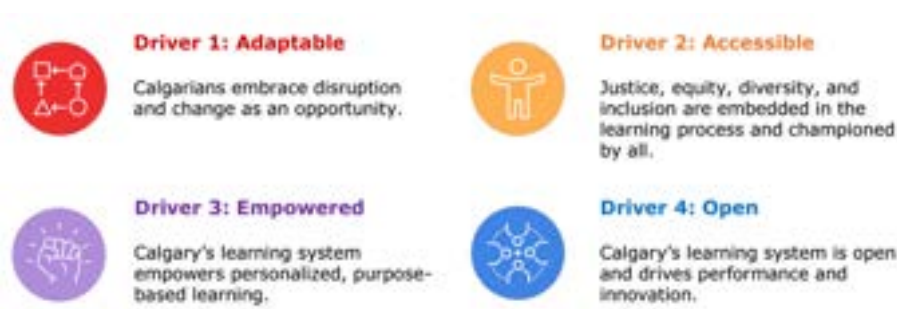 Driver 1: Adaptable
Calgarians embrace disruption
and change as an opportunity.
Driver 2: Accessible
Justice, equity, diversity, and
inclusion are embedded in the
learning process and championed
by all.
Driver 3: Empowered
Calgary's learning system
empowers personalized, purpose-
based learning.
Driver 4: Open
Calgary's learning system is open
and drives performance and
innovation.